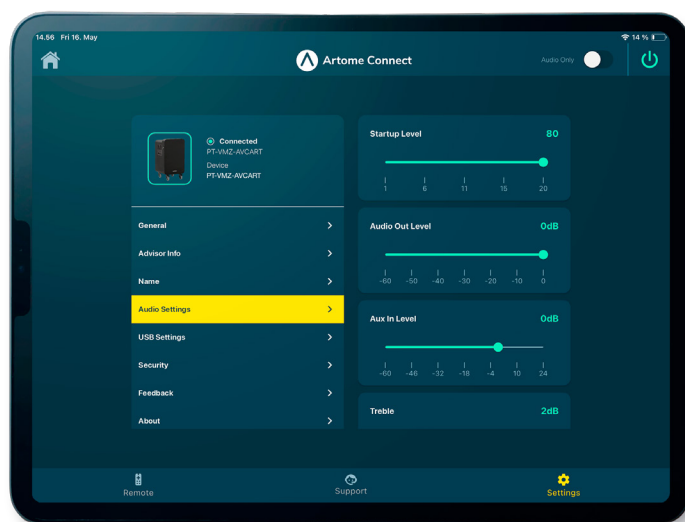 14.56 Fri 16. May
14 %
Artome Connect
Audio Only
Connected
PT-VMZ-AVCART
Device
PT-VMZ-AVCART
General
Advisor Info
Name
Audio Settings
USB Settings
Security
Feedback
About
Startup Level 80
1 6 11 15 20
Audio Out Level 0dB
-60 -50 -40 -30 -20 -10 0
Aux In Level 0dB
-60 -46 -32 -18 -4 10 24
Treble 2dB
Remote
Support
Settings